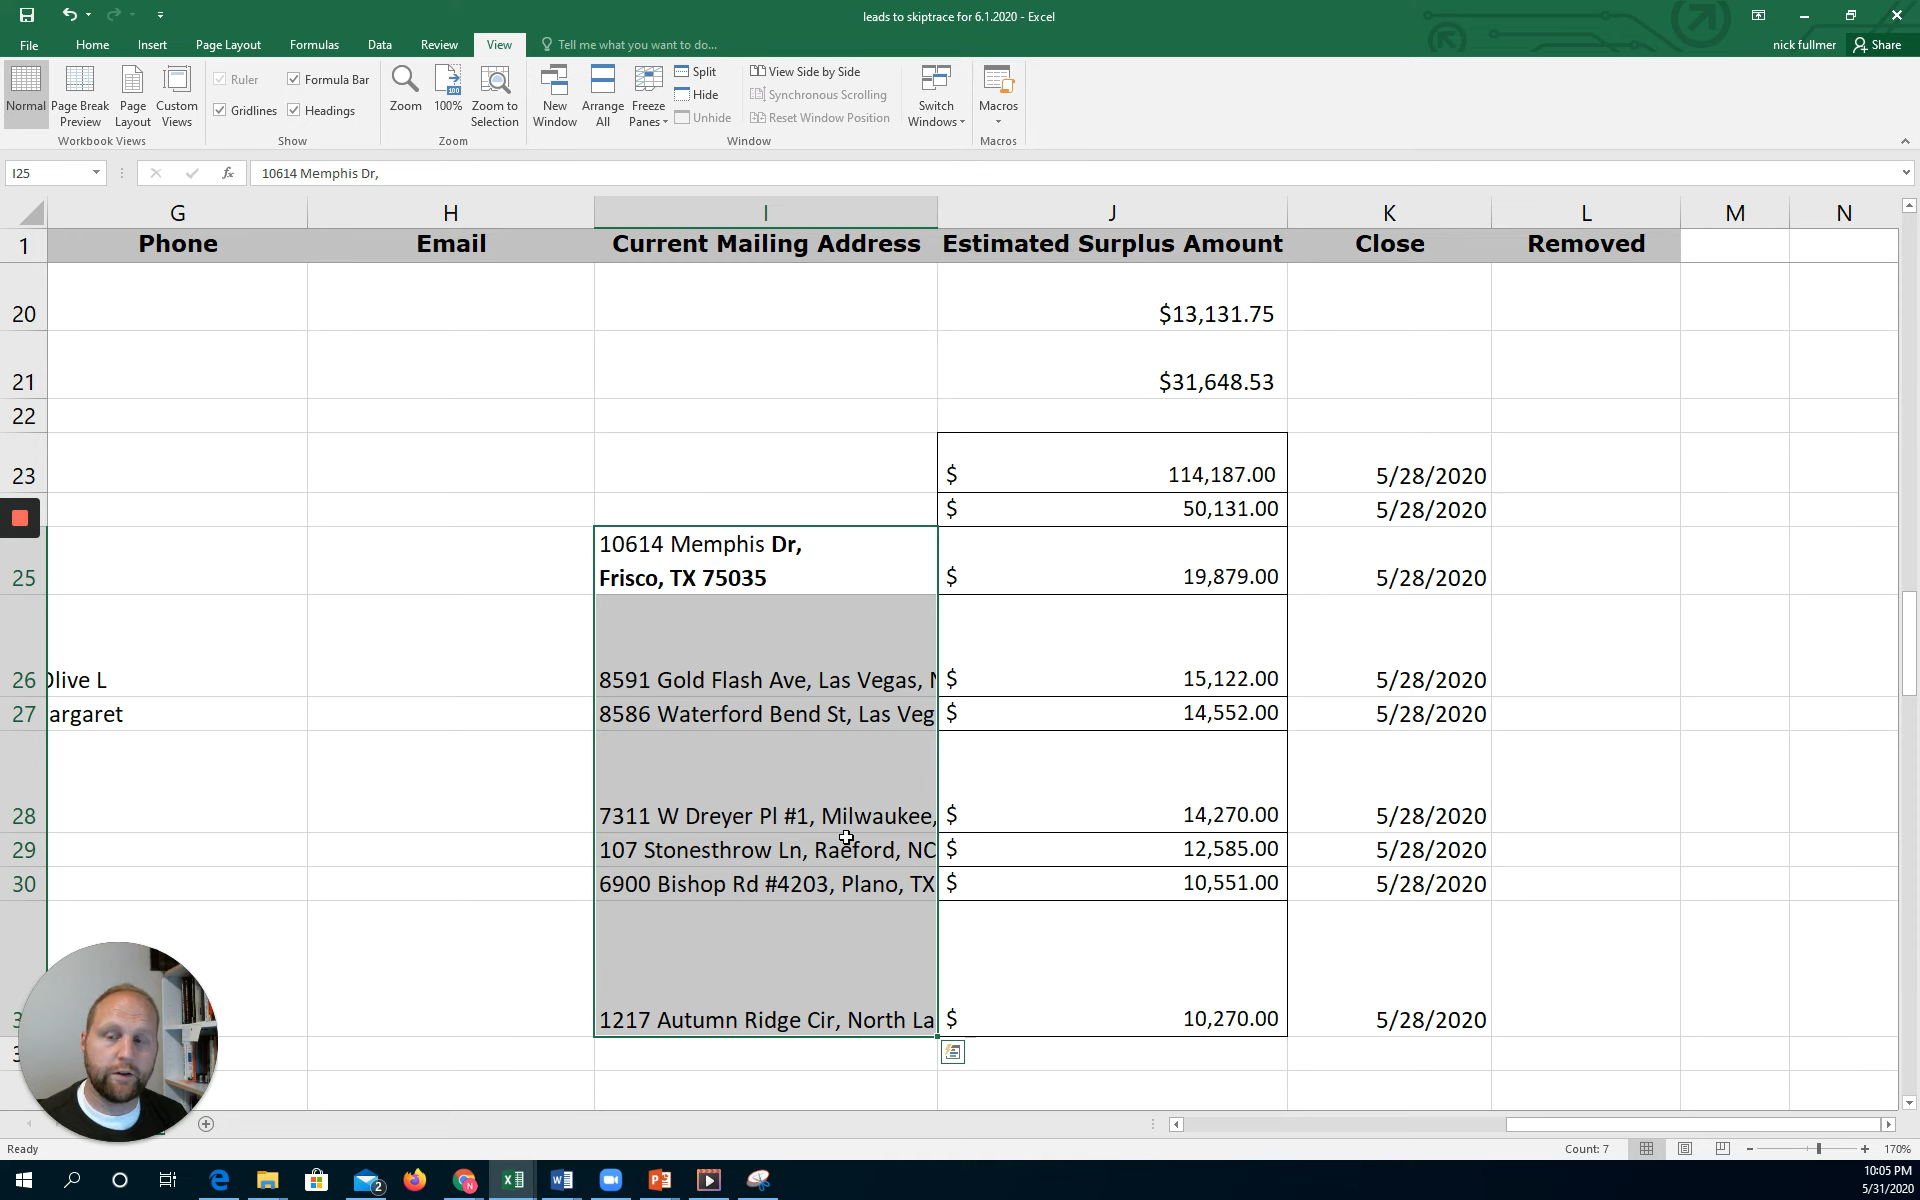 leads to skiptrace for 6.1.2020 - Excel
File Home Insert Page Layout Formulas Data Review View Tell me what you want to do... nick fullmer Share
Normal Page Break Preview Page Layout Custom Views
Workbook Views
Ruler Formula Bar
Gridlines Headings
Show
Zoom 100% Zoom to Selection
Zoom
New Window Arrange All Freeze Panes
Split View Side by Side
Hide Synchronous Scrolling
Unhide Reset Window Position
Window
Switch Windows
Macros
Macros
I25 fx 10614 Memphis Dr,
G H I J K L M N
1 Phone Email Current Mailing Address Estimated Surplus Amount Close Removed
20 $13,131.75
21 $31,648.53
22
23 $ 114,187.00 5/28/2020
$ 50,131.00 5/28/2020
10614 Memphis Dr,
25 Frisco, TX 75035 $ 19,879.00 5/28/2020
26 Olive L 8591 Gold Flash Ave, Las Vegas, N $ 15,122.00 5/28/2020
27 argaret 8586 Waterford Bend St, Las Veg $ 14,552.00 5/28/2020
28 7311 W Dreyer Pl #1, Milwaukee, $ 14,270.00 5/28/2020
29 107 Stonesthrow Ln, Raeford, NC $ 12,585.00 5/28/2020
30 6900 Bishop Rd #4203, Plano, TX $ 10,551.00 5/28/2020
3 1217 Autumn Ridge Cir, North La $ 10,270.00 5/28/2020
3
Ready Count: 7 170%
2
10:05 PM
5/31/2020